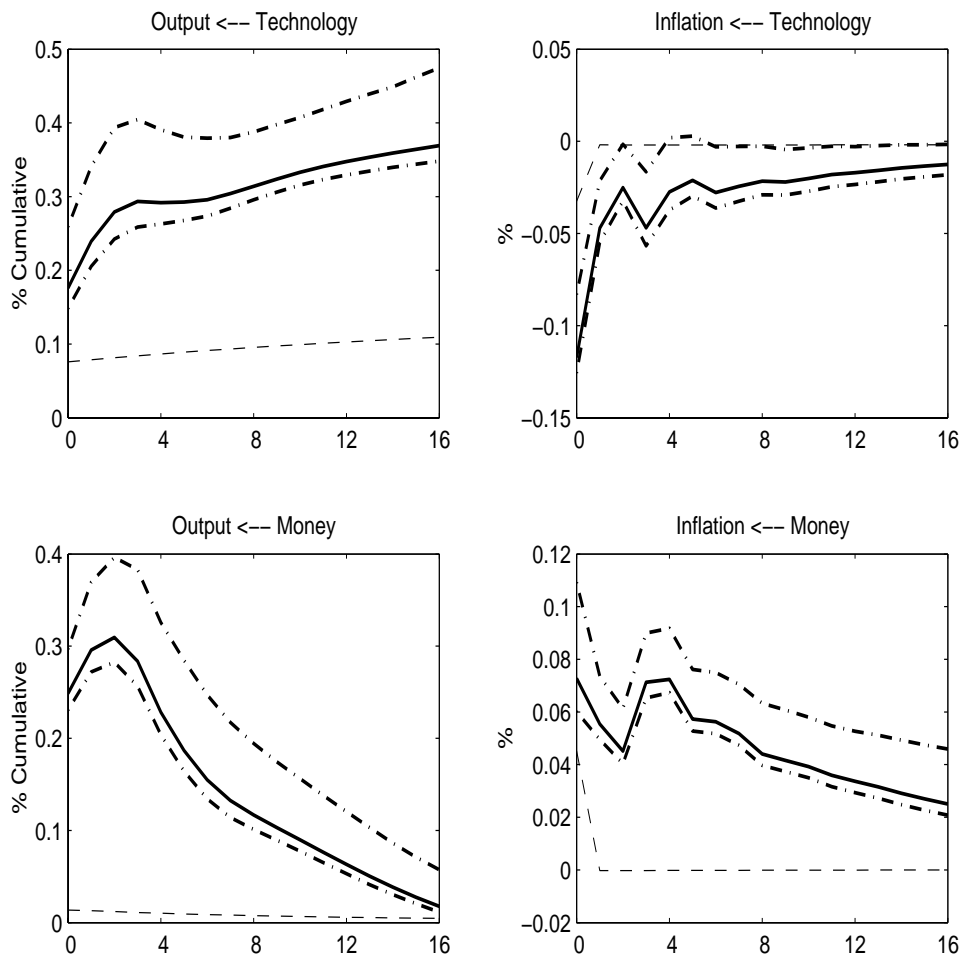 Output <-- Technology
Inflation <-- Technology
% Cumulative
0.5
0.4
0.3
0.2
0.1
0
0 4 8 12 16
%
0.05
0
-0.05
-0.1
-0.15
0 4 8 12 16
Output <-- Money
Inflation <-- Money
% Cumulative
0.4
0.3
0.2
0.1
0
0 4 8 12 16
%
0.12
0.1
0.08
0.06
0.04
0.02
0
-0.02
0 4 8 12 16